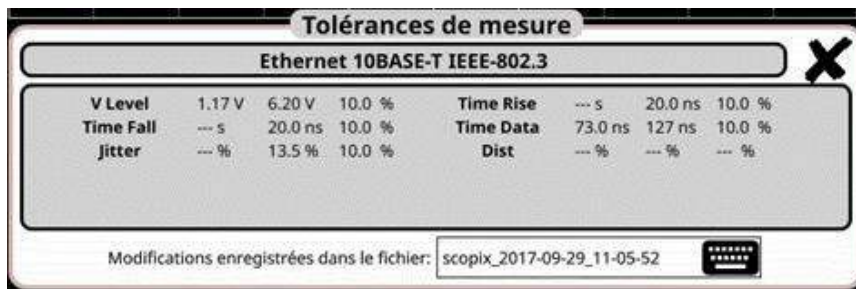 Tolérances de mesure
Ethernet 10BASE-T IEEE-802.3
V Level 1.17 V 6.20 V 10.0 % Time Rise --- s 20.0 ns 10.0 %
Time Fall --- s 20.0 ns 10.0 % Time Data 73.0 ns 127 ns 10.0 %
Jitter --- % 13.5 % 10.0 % Dist --- % --- % --- %
Modifications enregistrées dans le fichier: scopix_2017-09-29_11-05-52